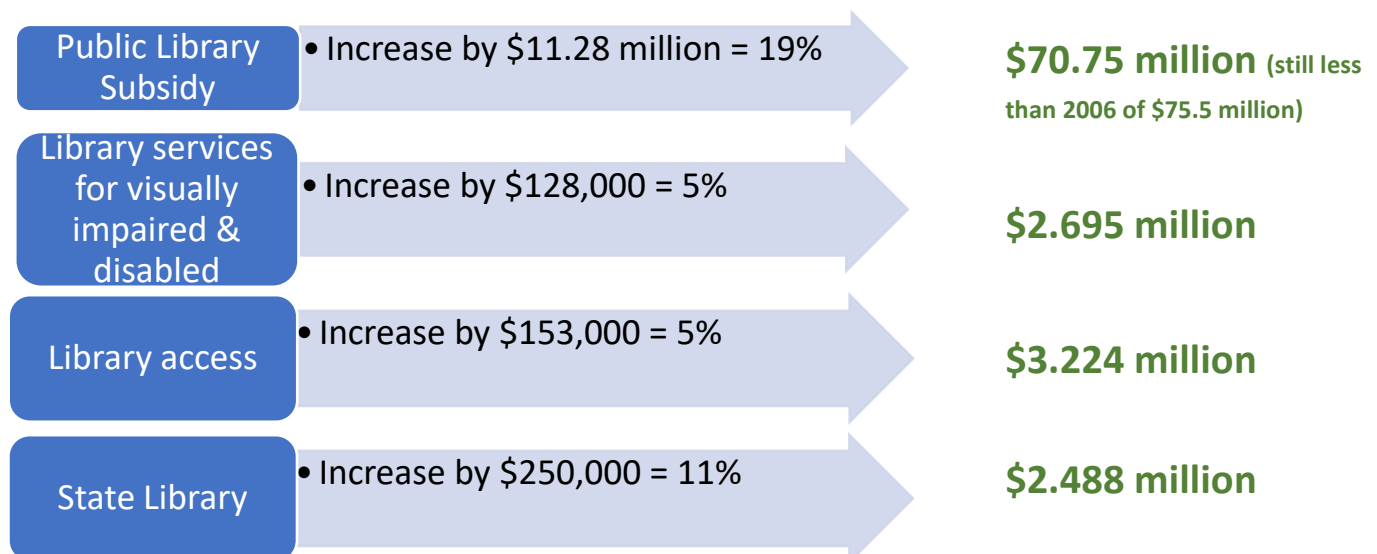 Public Library
Subsidy
• Increase by $11.28 million = 19%
$70.75 million (still less
than 2006 of $75.5 million)
Library services
for visually
impaired &
disabled
• Increase by $128,000 = 5%
$2.695 million
Library access
• Increase by $153,000 = 5%
$3.224 million
State Library
• Increase by $250,000 = 11%
$2.488 million